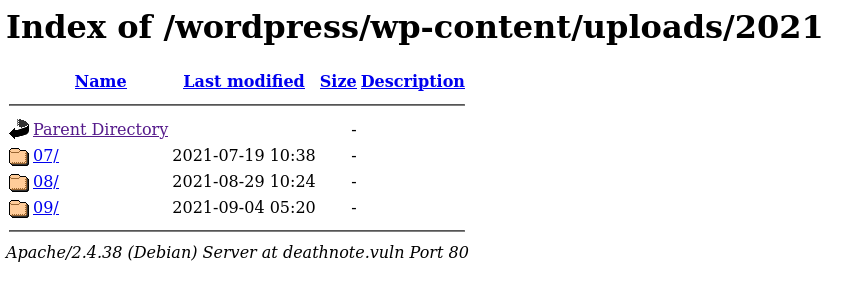 Index of /wordpress/wp-content/uploads/2021
Name Last modified Size Description
Parent Directory -
07/ 2021-07-19 10:38 -
08/ 2021-08-29 10:24 -
09/ 2021-09-04 05:20 -
Apache/2.4.38 (Debian) Server at deathnote.vuln Port 80